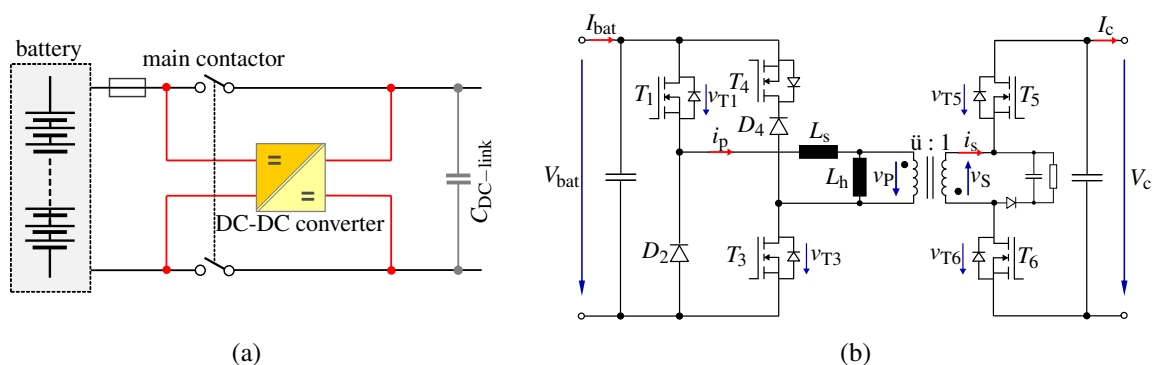 battery
main contactor
=
=
DC-DC converter
C_DC−link
(a)
I_bat
I_c
T_1
v_T1
T_4
D_4
v_T5
T_5
i_p
L_s
ü : 1
i_s
V_bat
L_h
v_P
v_S
V_c
D_2
T_3
v_T3
v_T6
T_6
(b)